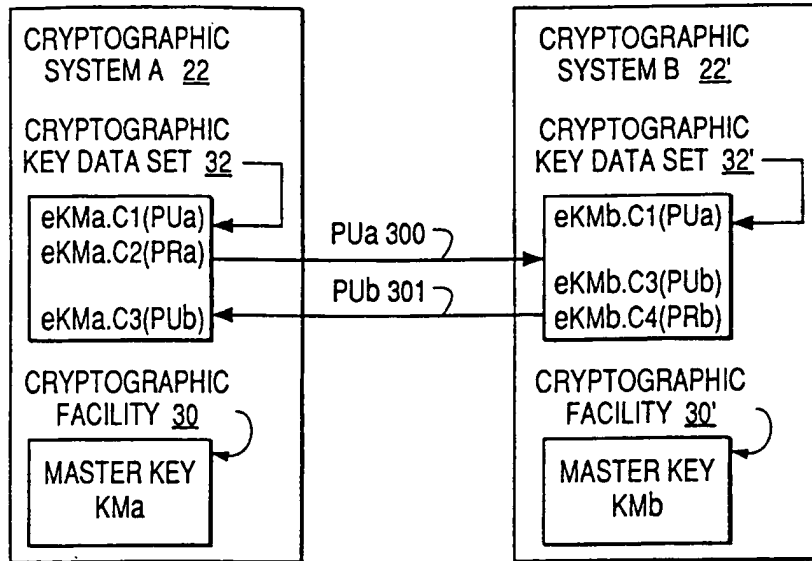 CRYPTOGRAPHIC
SYSTEM A 22
CRYPTOGRAPHIC
KEY DATA SET 32
eKMa.C1(PUa)
eKMa.C2(PRa)
eKMa.C3(PUb)
CRYPTOGRAPHIC
FACILITY 30
MASTER KEY
KMa
PUa 300
PUb 301
CRYPTOGRAPHIC
SYSTEM B 22'
CRYPTOGRAPHIC
KEY DATA SET 32'
eKMb.C1(PUa)
eKMb.C3(PUb)
eKMb.C4(PRb)
CRYPTOGRAPHIC
FACILITY 30'
MASTER KEY
KMb